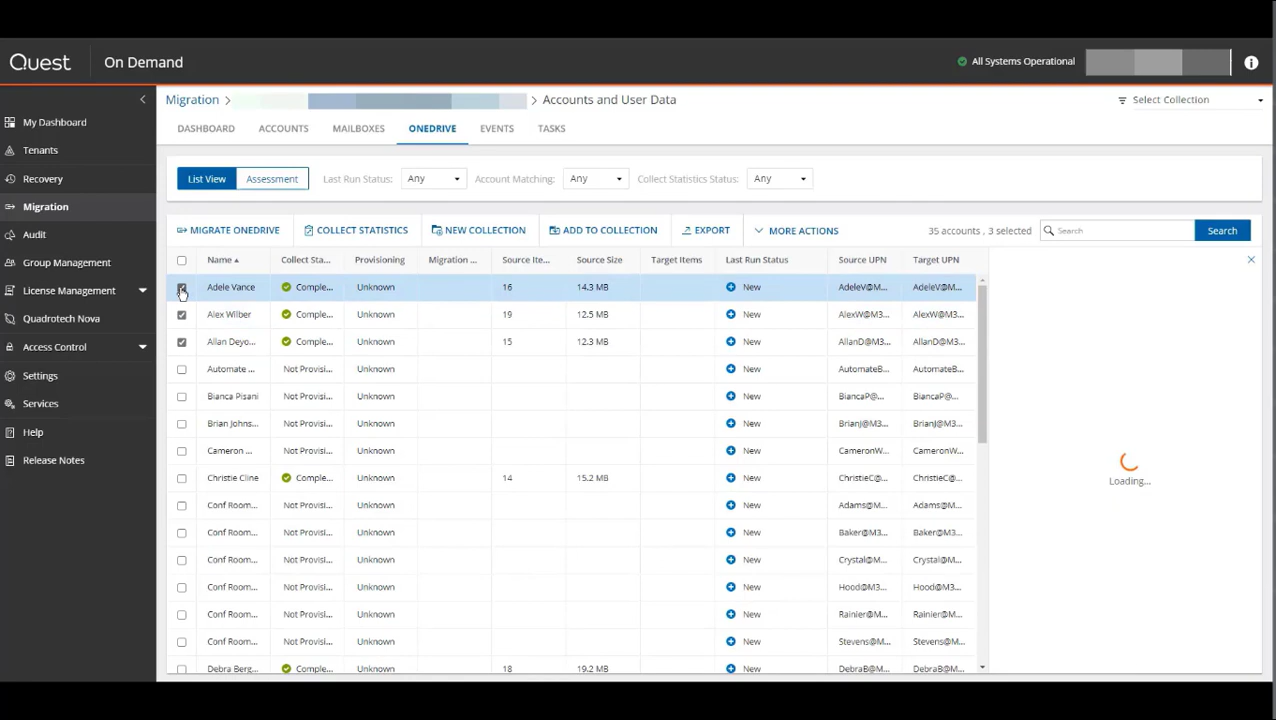 Quest On Demand All Systems Operational
Migration > > Accounts and User Data Select Collection
My Dashboard
Tenants
Recovery
Migration
Audit
Group Management
License Management
Quadrotech Nova
Access Control
Settings
Services
Help
Release Notes
DASHBOARD ACCOUNTS MAILBOXES ONEDRIVE EVENTS TASKS
List View Assessment Last Run Status: Any Account Matching: Any Collect Statistics Status: Any
MIGRATE ONEDRIVE COLLECT STATISTICS NEW COLLECTION ADD TO COLLECTION EXPORT MORE ACTIONS 35 accounts , 3 selected Search Search
Name Collect Sta... Provisioning Migration ... Source Ite... Source Size Target Items Last Run Status Source UPN Target UPN
Adele Vance Comple... Unknown 16 14.3 MB New AdeleV@M... AdeleV@M...
Alex Wilber Comple... Unknown 19 12.5 MB New AlexW@M3... AlexW@M3...
Allan Deyo... Comple... Unknown 15 12.3 MB New AllanD@M3... AllanD@M3...
Automate ... Not Provisi... Unknown New AutomateB... AutomateB...
Bianca Pisani Not Provisi... Unknown New BiancaP@... BiancaP@...
Brian Johns... Not Provisi... Unknown New BrianJ@M3... BrianJ@M3...
Cameron ... Not Provisi... Unknown New CameronW... CameronW...
Christie Cline Comple... Unknown 14 15.2 MB New ChristieC@... ChristieC@...
Conf Room... Not Provisi... Unknown New Adams@M3... Adams@M3...
Conf Room... Not Provisi... Unknown New Baker@M3... Baker@M3...
Conf Room... Not Provisi... Unknown New Crystal@M3... Crystal@M3...
Conf Room... Not Provisi... Unknown New Hood@M3... Hood@M3...
Conf Room... Not Provisi... Unknown New Rainier@M3... Rainier@M3...
Conf Room... Not Provisi... Unknown New Stevens@M... Stevens@M...
Debra Berg... Comple... Unknown 18 19.2 MB New DebraB@M... DebraB@M...
Loading...